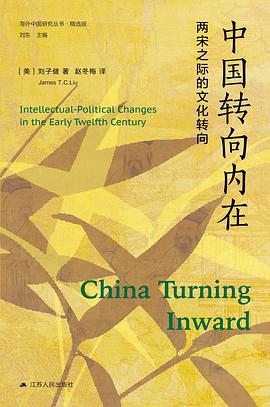 海外中国研究丛书·精选版
刘东 主编
[美]刘子健 著 赵冬梅 译
James T.C.Liu
Intellectual-Political Changes
in the Early Twelfth Century
中国转向内在
两宋之际的文化转向
China Turning
Inward
江苏人民出版社